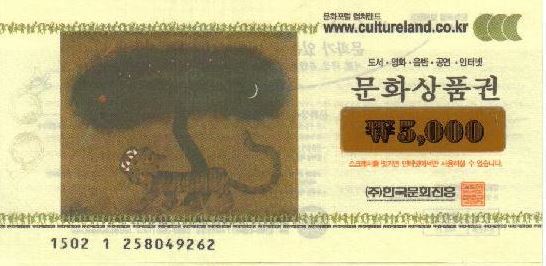 문화포털 컬쳐랜드
www.cultureland.co.kr
도서 · 영화 · 음반 · 공연 · 인터넷
문화상품권
₩5,000
스크래치를 벗기면 인터넷에서만 사용하실 수 있습니다.
(주)한국문화진흥
1502 1 258049262